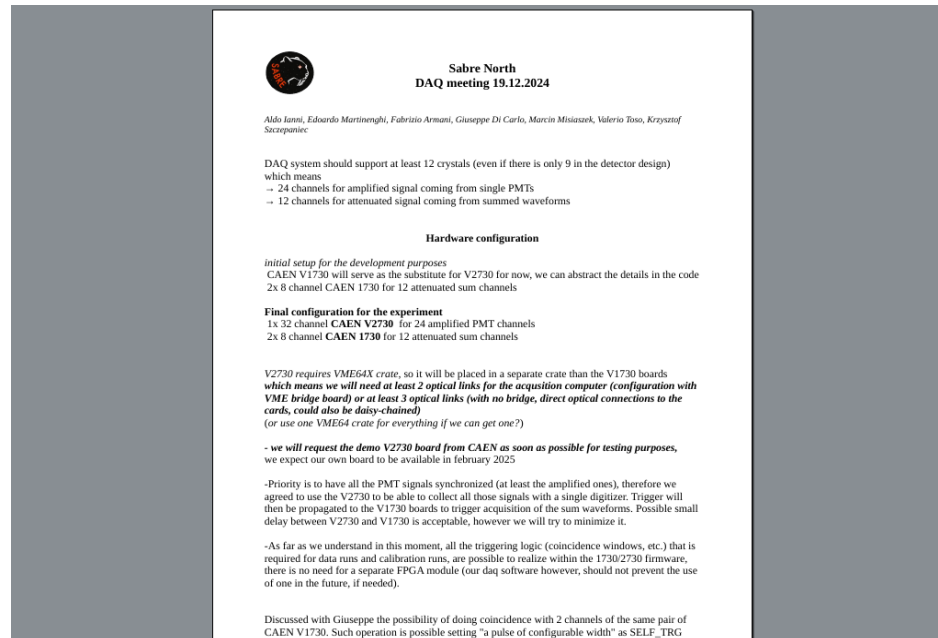 SABRE
Sabre North
DAQ meeting 19.12.2024
Aldo Ianni, Edoardo Martinenghi, Fabrizio Armani, Giuseppe Di Carlo, Marcin Misiaszek, Valerio Toso, Krzysztof
Szczepaniec
DAQ system should support at least 12 crystals (even if there is only 9 in the detector design)
which means
→ 24 channels for amplified signal coming from single PMTs
→ 12 channels for attenuated signal coming from summed waveforms
Hardware configuration
initial setup for the development purposes
CAEN V1730 will serve as the substitute for V2730 for now, we can abstract the details in the code
2x 8 channel CAEN 1730 for 12 attenuated sum channels
Final configuration for the experiment
1x 32 channel CAEN V2730 for 24 amplified PMT channels
2x 8 channel CAEN 1730 for 12 attenuated sum channels
V2730 requires VME64X crate, so it will be placed in a separate crate than the V1730 boards
which means we will need at least 2 optical links for the acqusition computer (configuration with
VME bridge board) or at least 3 optical links (with no bridge, direct optical connections to the
cards, could also be daisy-chained)
(or use one VME64 crate for everything if we can get one?)
- we will request the demo V2730 board from CAEN as soon as possible for testing purposes,
we expect our own board to be available in february 2025
-Priority is to have all the PMT signals synchronized (at least the amplified ones), therefore we
agreed to use the V2730 to be able to collect all those signals with a single digitizer. Trigger will
then be propagated to the V1730 boards to trigger acquisition of the sum waveforms. Possible small
delay between V2730 and V1730 is acceptable, however we will try to minimize it.
-As far as we understand in this moment, all the triggering logic (coincidence windows, etc.) that is
required for data runs and calibration runs, are possible to realize within the 1730/2730 firmware,
there is no need for a separate FPGA module (our daq software however, should not prevent the use
of one in the future, if needed).
Discussed with Giuseppe the possibility of doing coincidence with 2 channels of the same pair of
CAEN V1730. Such operation is possible setting "a pulse of configurable width" as SELF_TRG